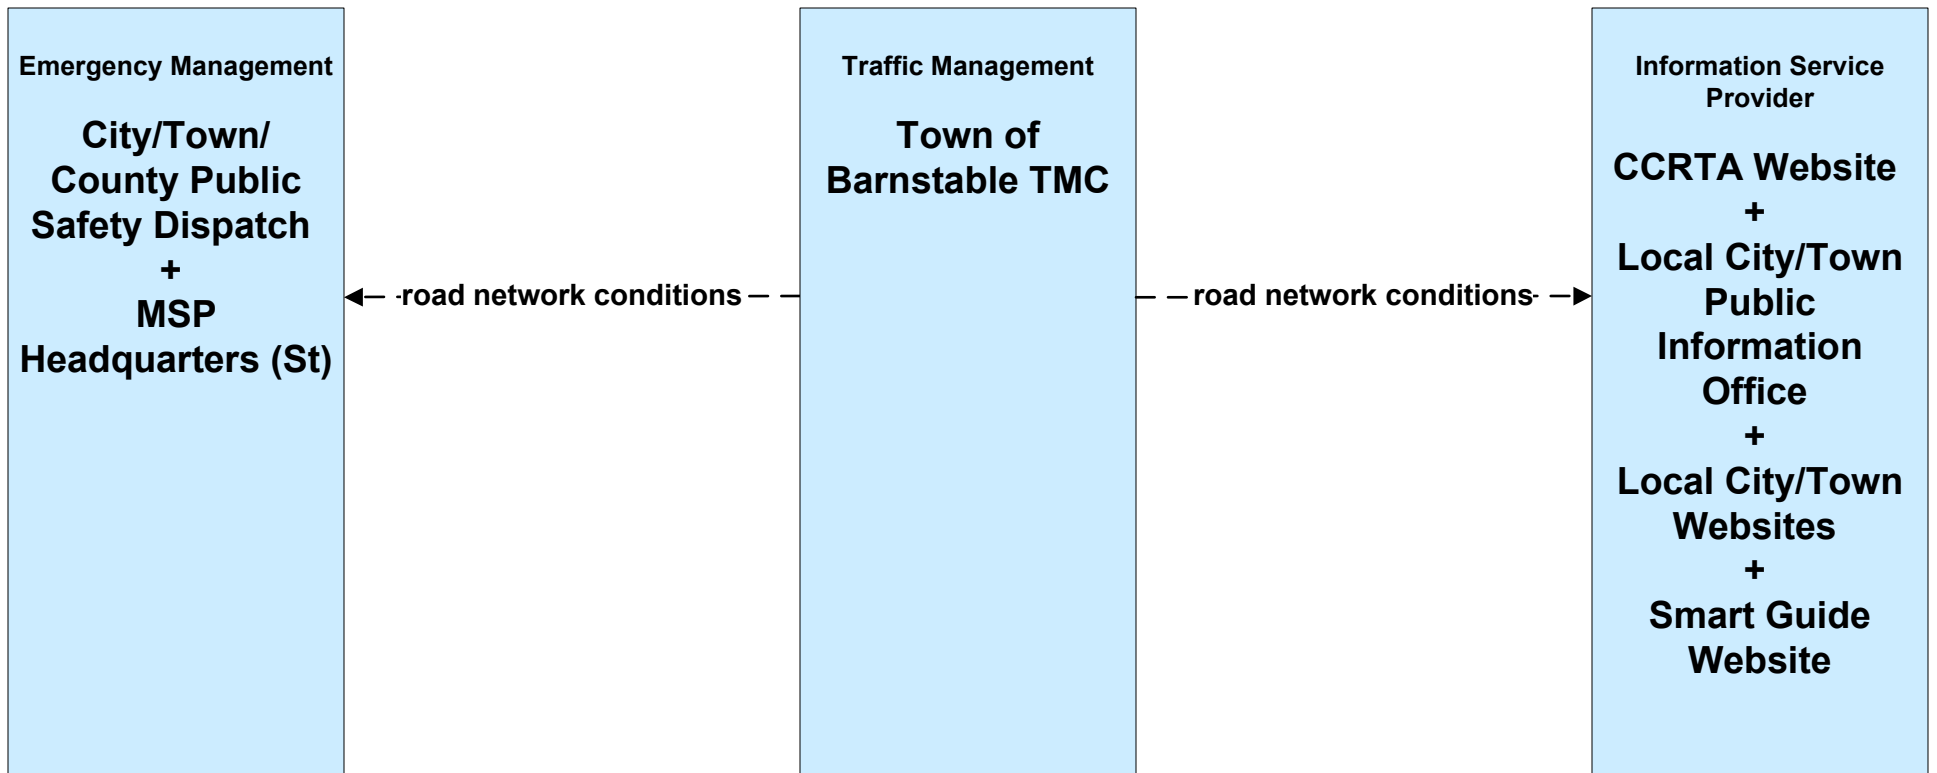 Emergency Management
City/Town/
County Public
Safety Dispatch
+
MSP
Headquarters (St)
road network conditions
Traffic Management
Town of
Barnstable TMC
road network conditions
Information Service
Provider
CCRTA Website
+
Local City/Town
Public
Information
Office
+
Local City/Town
Websites
+
Smart Guide
Website